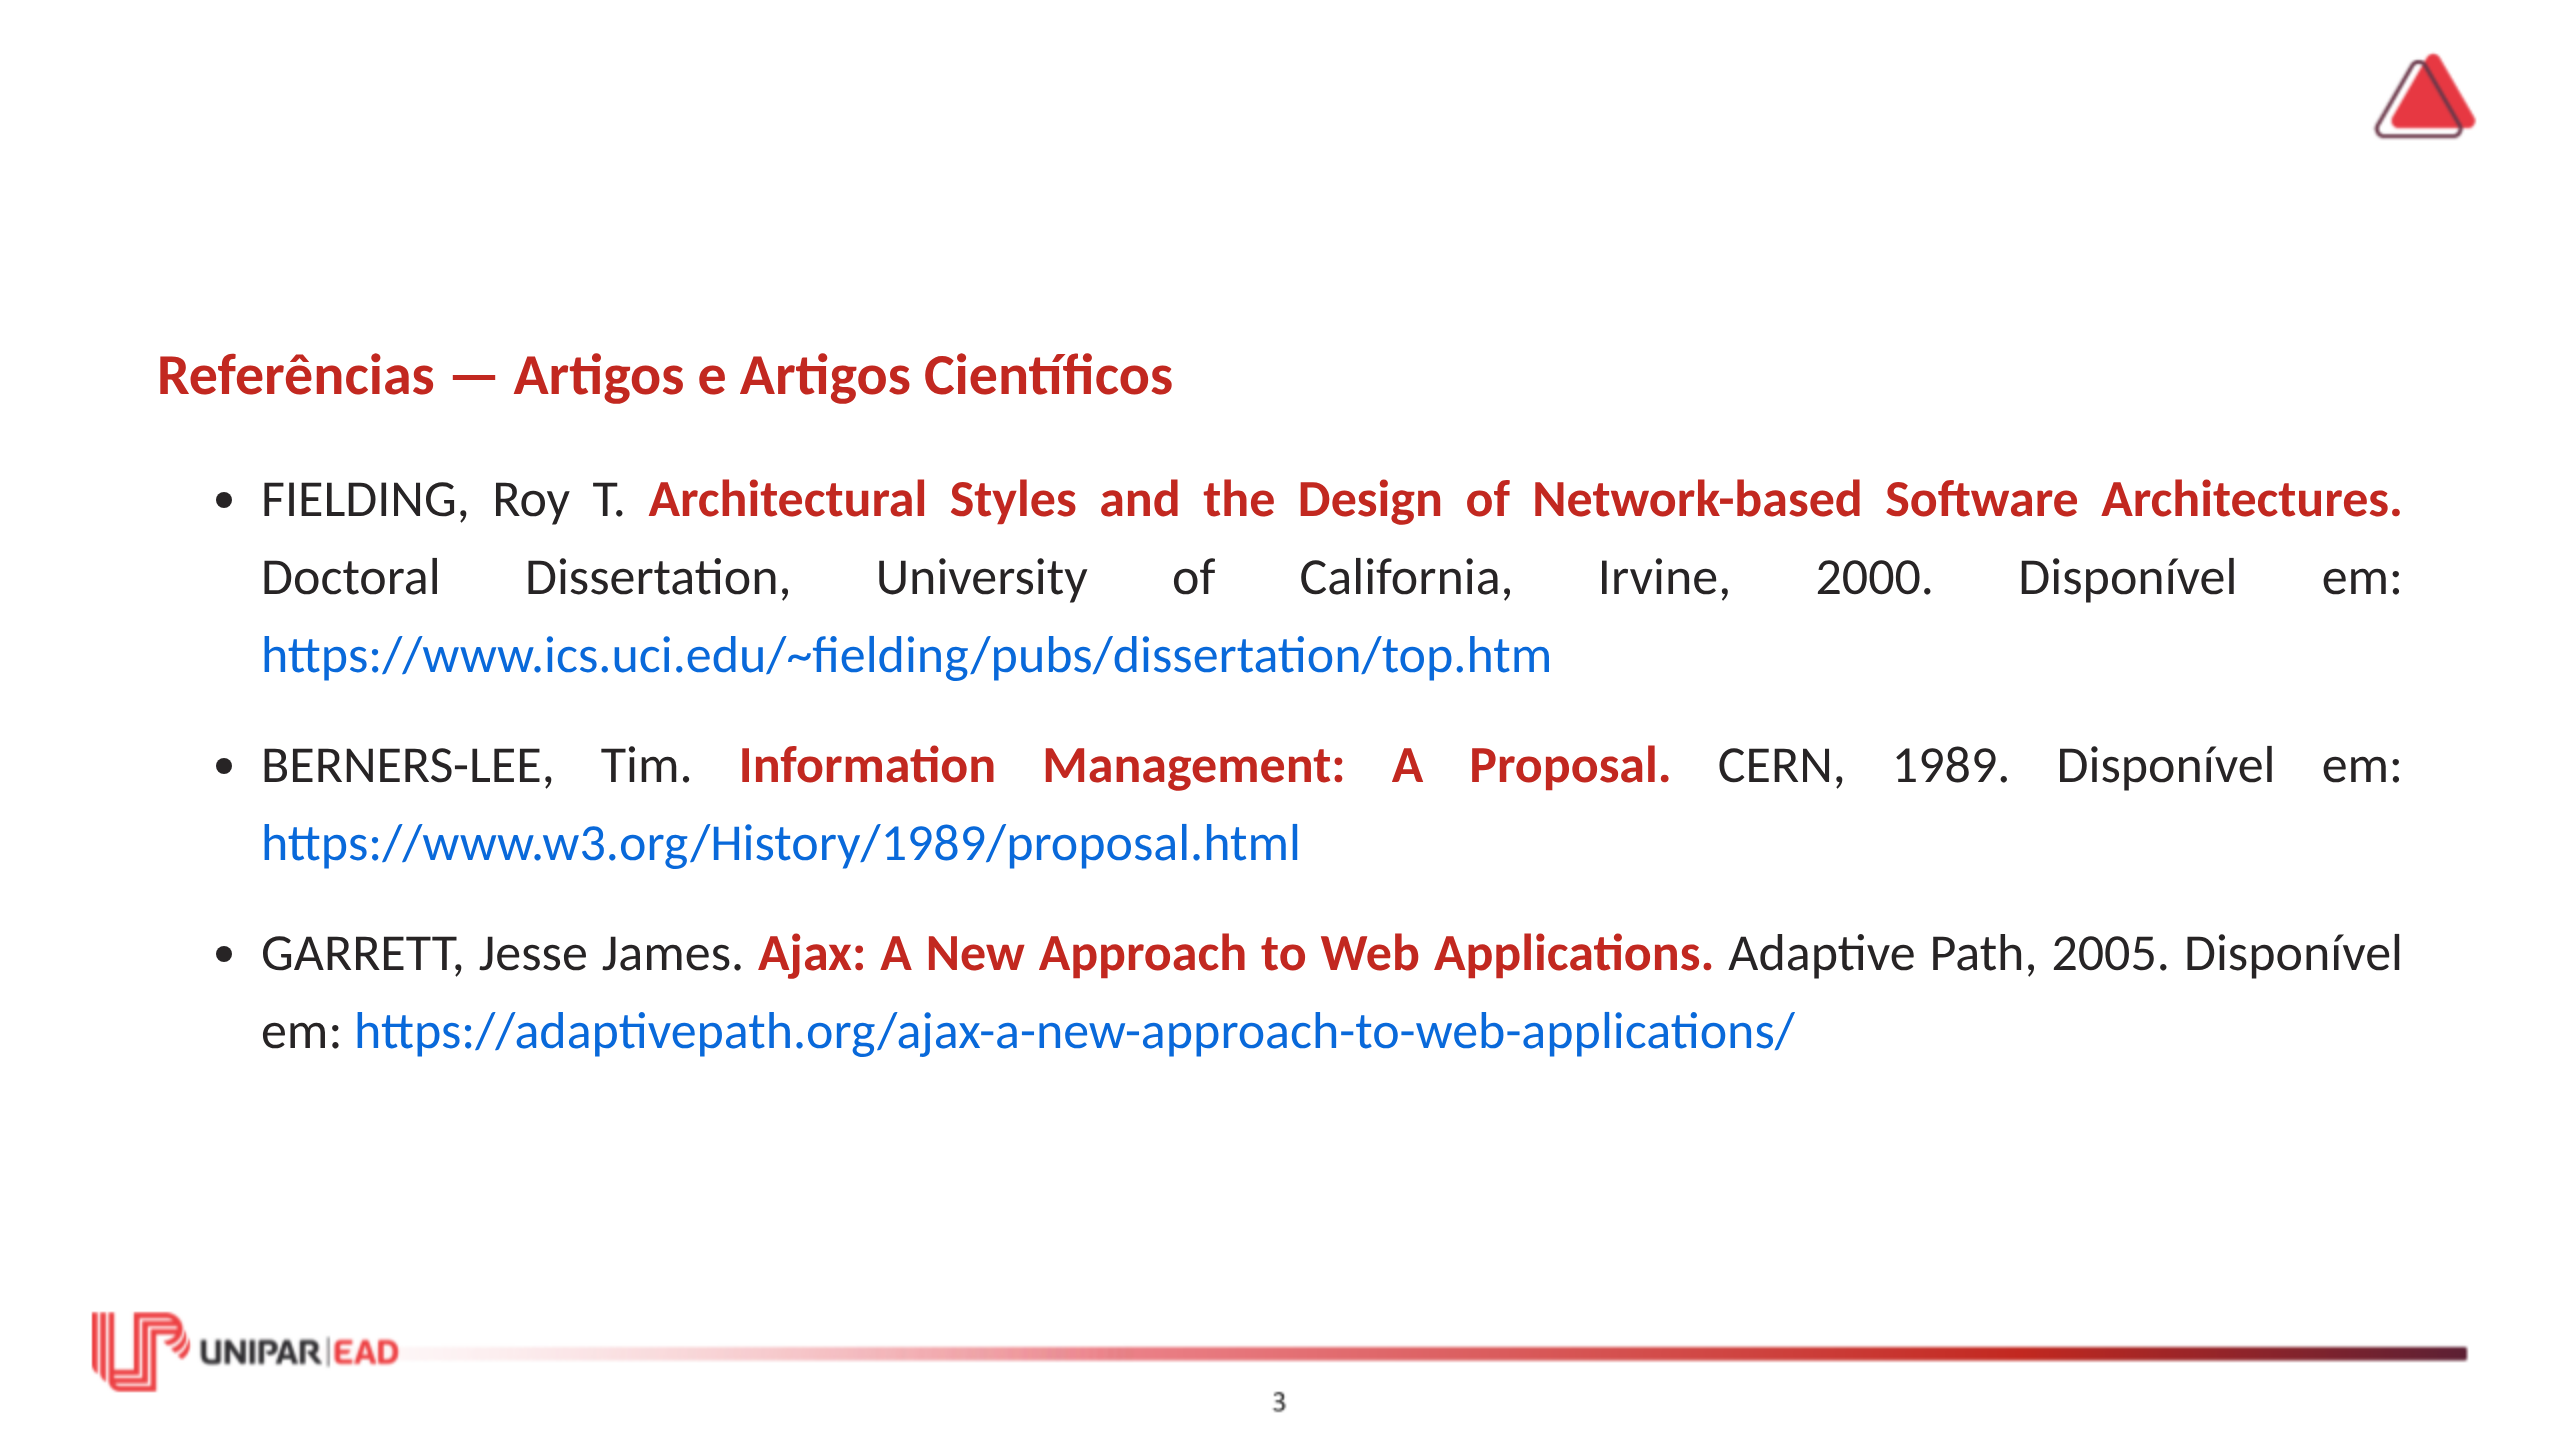 Referências — Artigos e Artigos Científicos
• FIELDING, Roy T. Architectural Styles and the Design of Network-based Software Architectures.
Doctoral Dissertation, University of California, Irvine, 2000. Disponível em:
https://www.ics.uci.edu/~fielding/pubs/dissertation/top.htm
• BERNERS-LEE, Tim. Information Management: A Proposal. CERN, 1989. Disponível em:
https://www.w3.org/History/1989/proposal.html
• GARRETT, Jesse James. Ajax: A New Approach to Web Applications. Adaptive Path, 2005. Disponível
em: https://adaptivepath.org/ajax-a-new-approach-to-web-applications/
UNIPAR|EAD
3